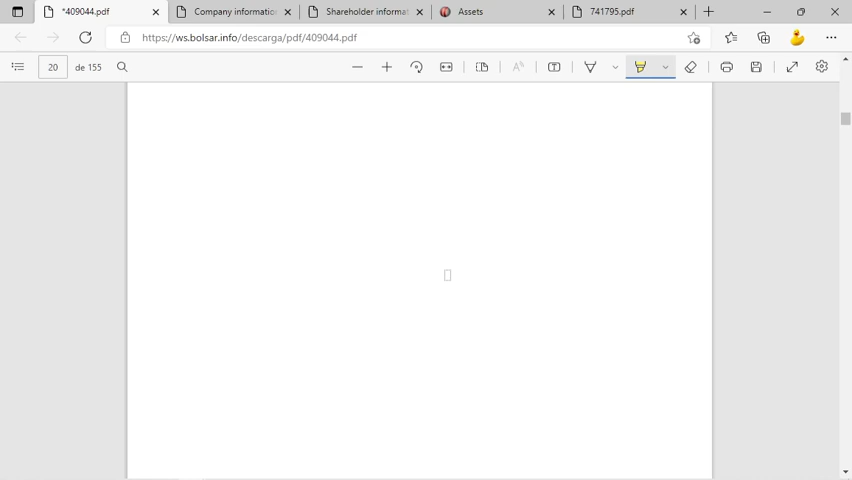 *409044.pdf
Company information
Shareholder informat
Assets
741795.pdf
https://ws.bolsar.info/descarga/pdf/409044.pdf
20 de 155